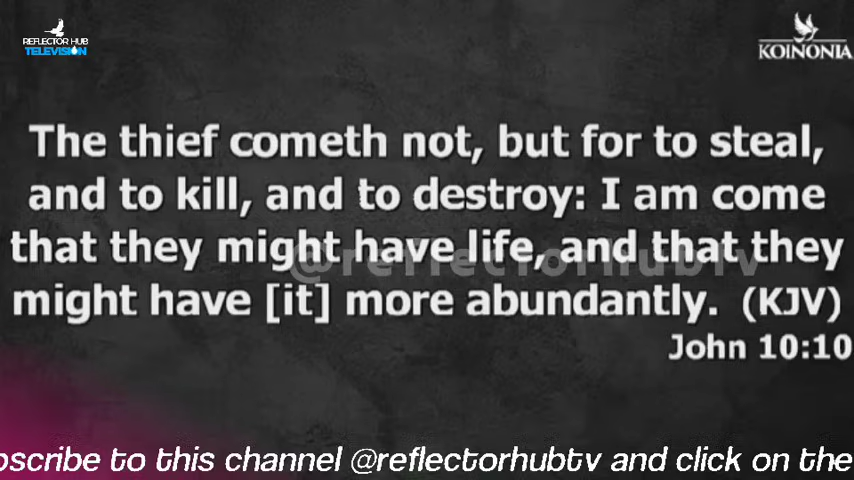 REFLECTOR HUB
TELEVISION
KOINONIA
The thief cometh not, but for to steal,
and to kill, and to destroy: I am come
that they might have life, and that they
@reflectorhubtv
might have [it] more abundantly. (KJV)
John 10:10
bscribe to this channel @reflectorhubtv and click on the